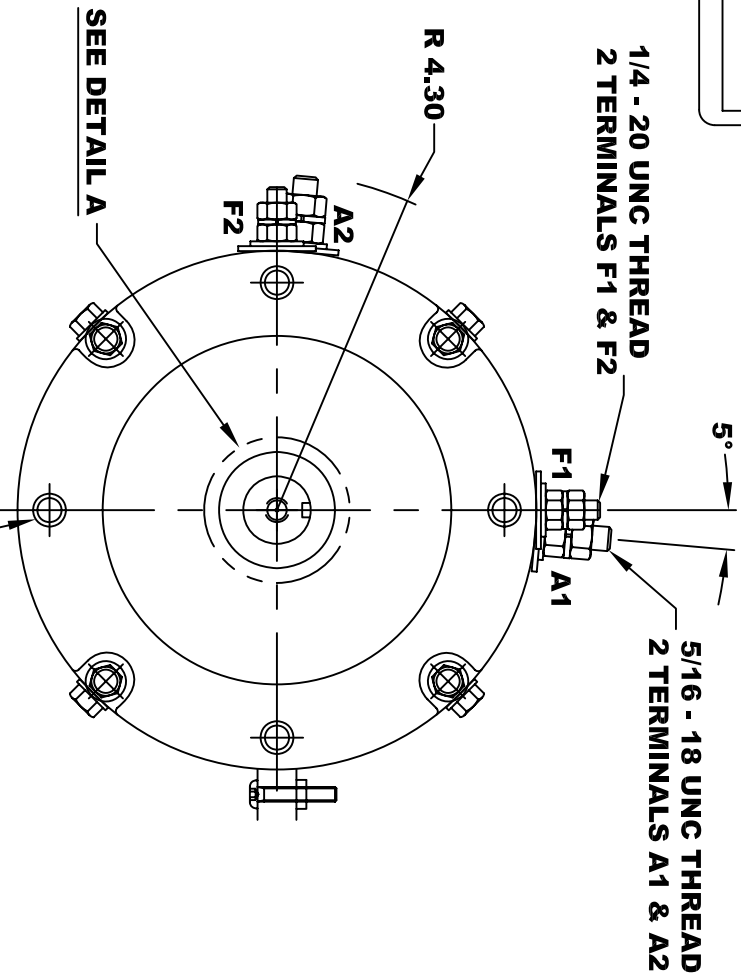 1/4 - 20 UNC THREAD
2 TERMINALS F1 & F2
5°
R 4.30
SEE DETAIL A
A2
F2
F1
A1
5/16 - 18 UNC THREAD
2 TERMINALS A1 & A2